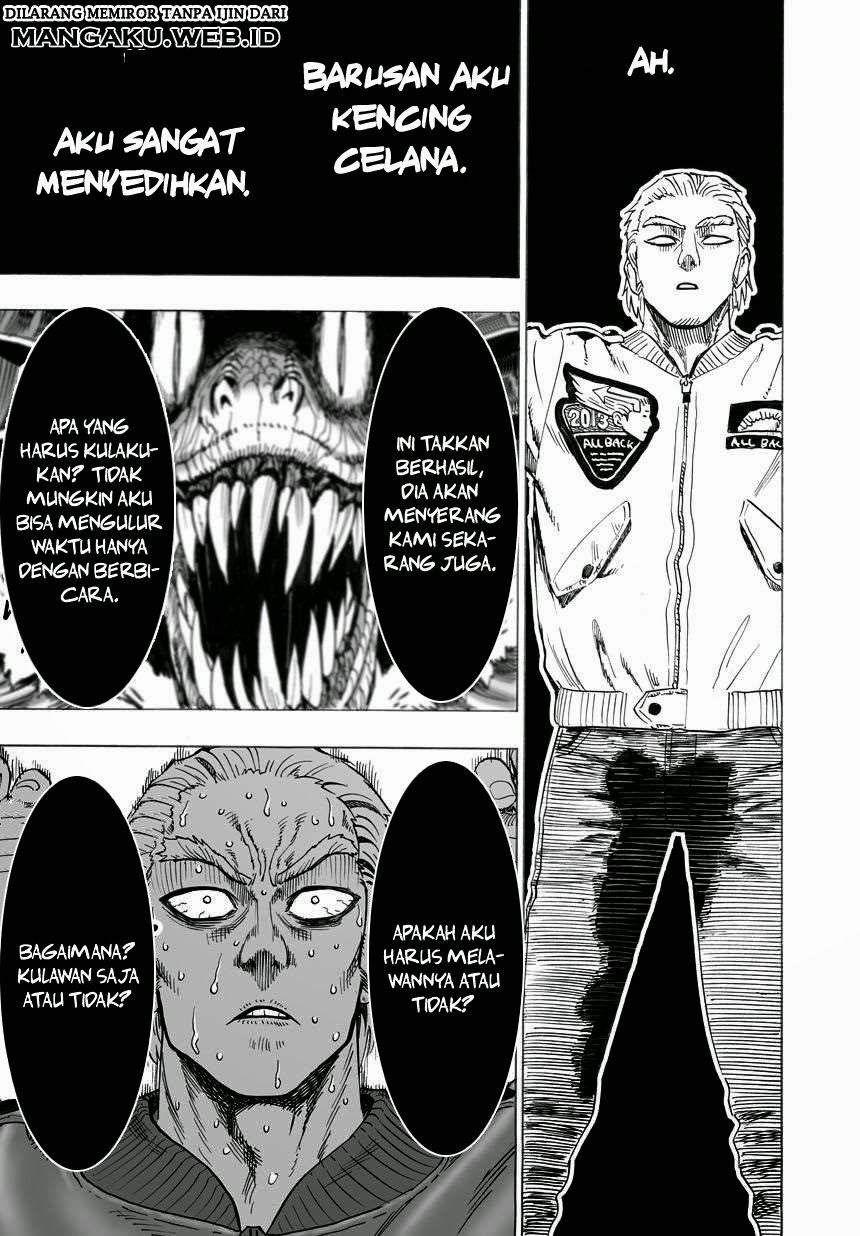 DILARANG MEMIROR TANPA IJIN DARI
MANGAKU.WEB.ID
AH.
BARUSAN AKU
KENCING
CELANA.
AKU SANGAT
MENYEDIHKAN.
2013
ALL BACK
ALL BA
INI TAKKAN
BERHASIL,
DIA AKAN
MENYERANG
KAMI SEKA-
RANG JUGA.
APA YANG
HARUS KULAKU-
KAN? TIDAK
MUNGKIN AKU
BISA MENGULUR
WAKTU HANYA
DENGAN BERBI-
CARA.
APAKAH AKU
HARUS MELA-
WANNYA ATAU
TIDAK?
BAGAIMANA?
KULAWAN SAJA
ATAU TIDAK?